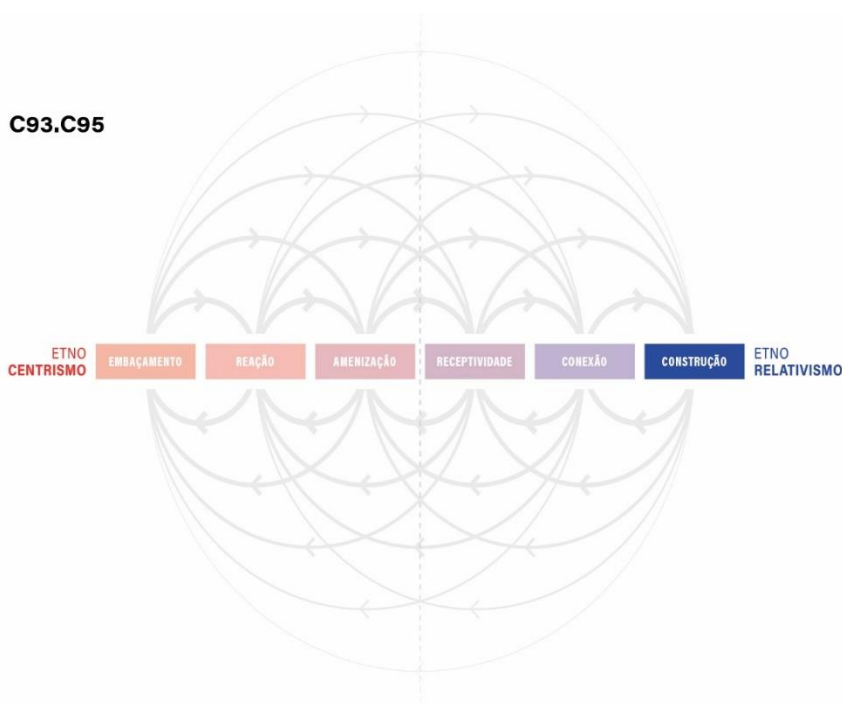 C93.C95
ETNO
CENTRISMO
EMBAÇAMENTO
REAÇÃO
AMENIZAÇÃO
RECEPTIVIDADE
CONEXÃO
CONSTRUÇÃO
ETNO
RELATIVISMO